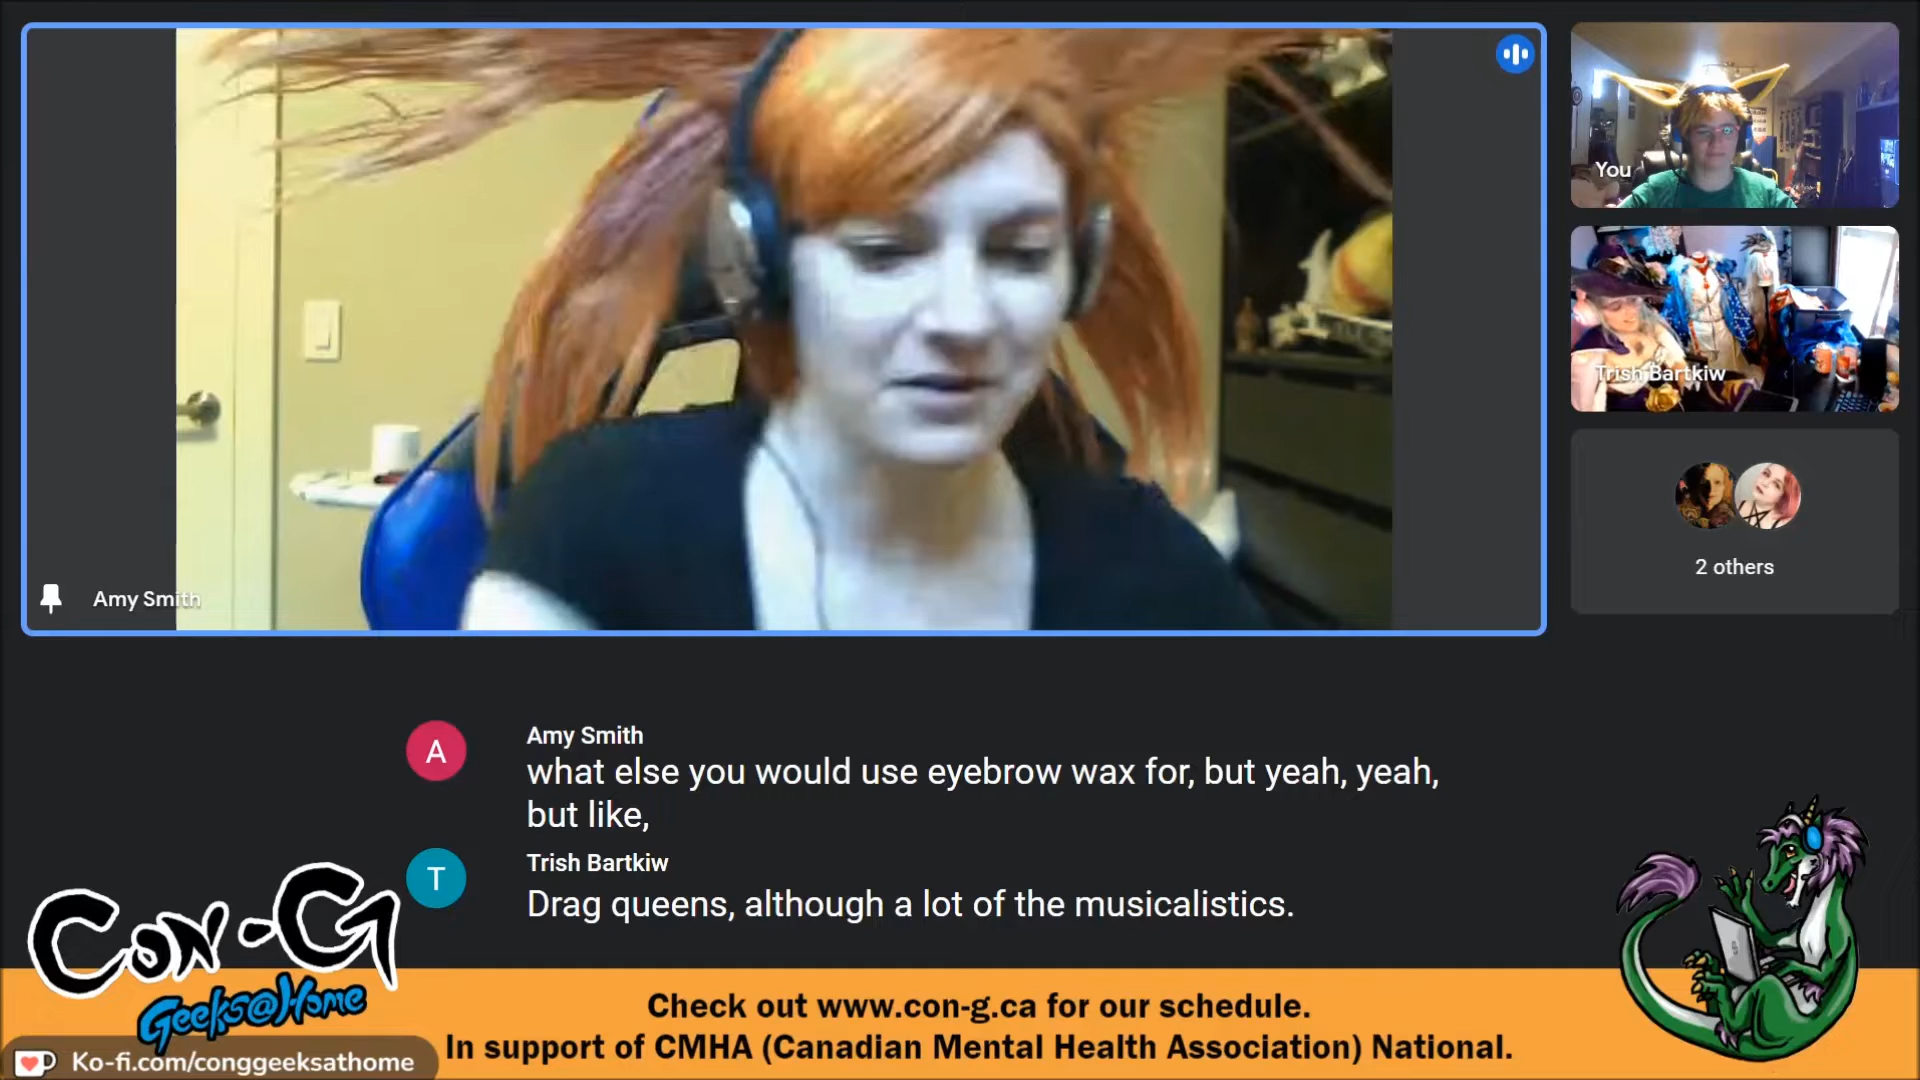 You
Trish Bartkiw
2 others
Amy Smith
Amy Smith
A
what else you would use eyebrow wax for, but yeah, yeah,
but like,
Trish Bartkiw
T
Drag queens, although a lot of the musicalistics.
Con-G
Geeks@Home
Check out www.con-g.ca for our schedule.
In support of CMHA (Canadian Mental Health Association) National.
Ko-fi.com/conggeeksathome